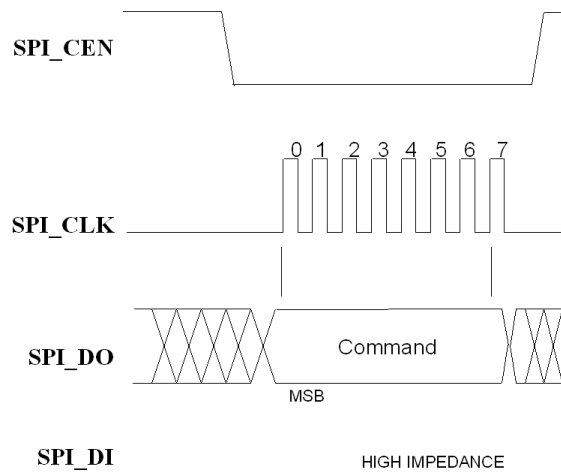 SPI_CEN
0 1 2 3 4 5 6 7
SPI_CLK
SPI_DO
Command
MSB
SPI_DI
HIGH IMPEDANCE